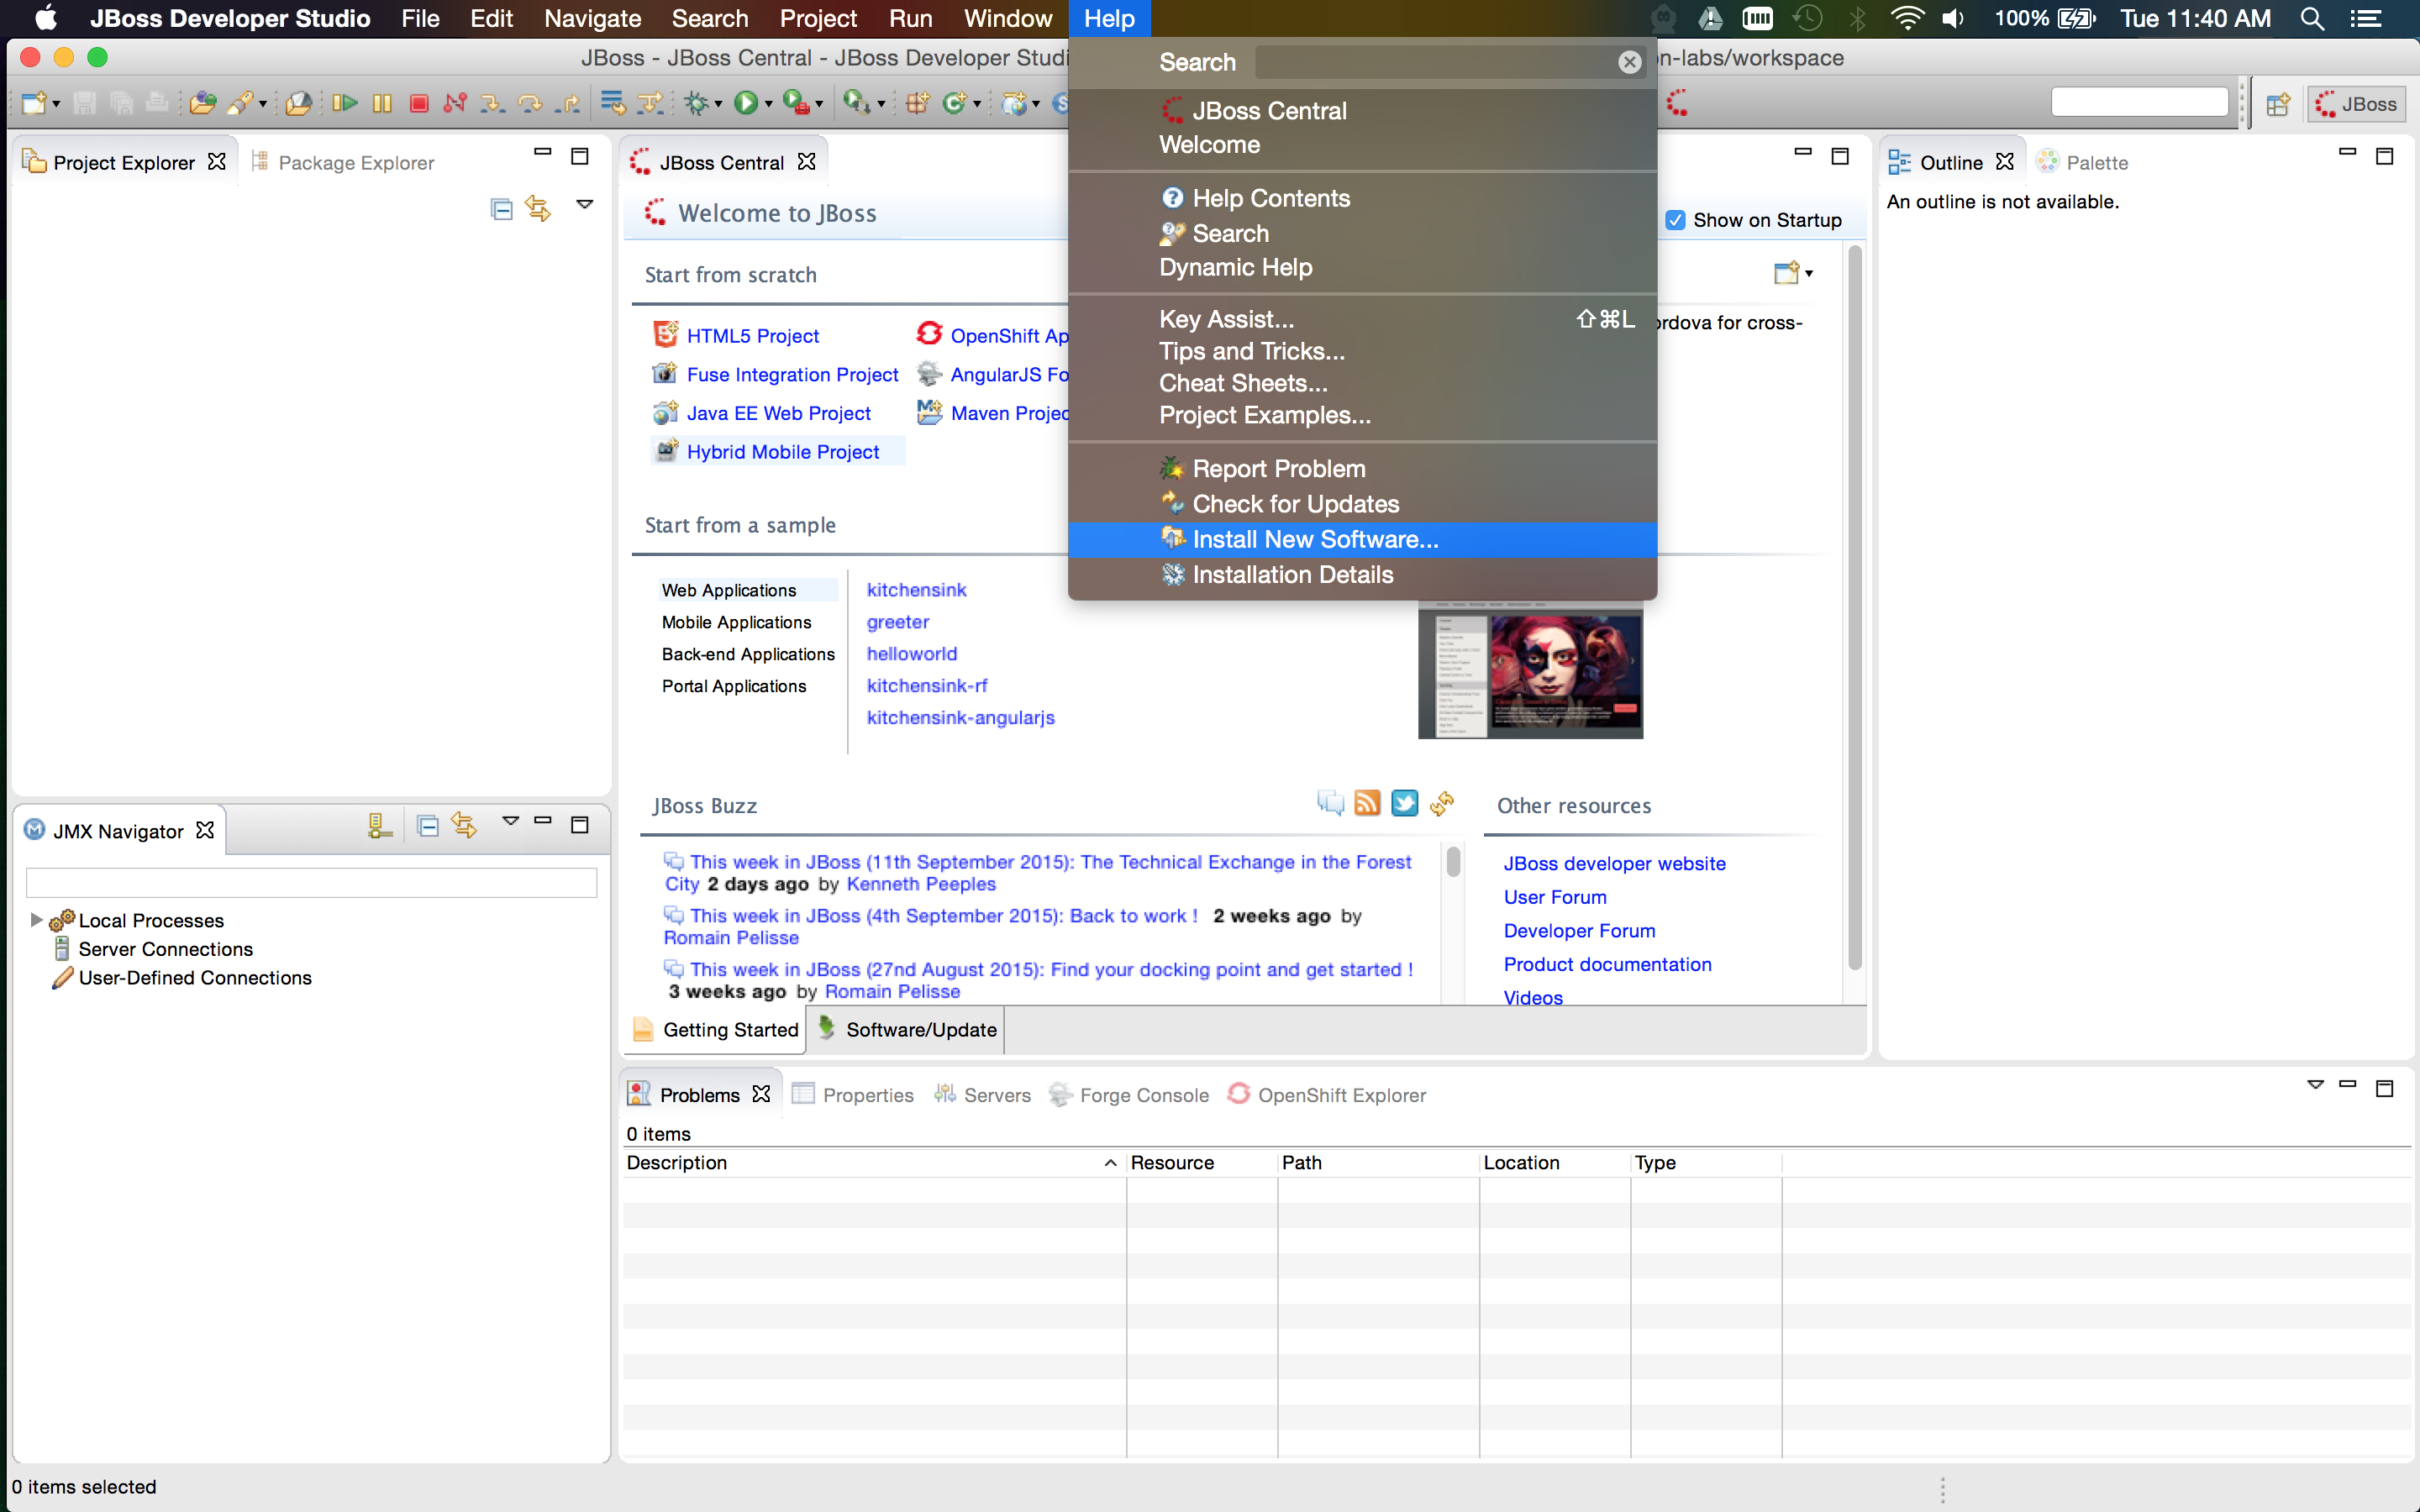 JBoss Developer Studio File Edit Navigate Search Project Run Window Help 100% Tue 11:40 AM
JBoss - JBoss Central - JBoss Developer Studi n-labs/workspace
Search
JBoss Central
Welcome
Help Contents
Search
Dynamic Help
Key Assist... ⇧⌘L
Tips and Tricks...
Cheat Sheets...
Project Examples...
Report Problem
Check for Updates
Install New Software...
Installation Details
JBoss
Project Explorer Package Explorer
JBoss Central
Welcome to JBoss
Show on Startup
Start from scratch
HTML5 Project OpenShift Ap
Fuse Integration Project AngularJS Fo
Java EE Web Project Maven Projec
Hybrid Mobile Project
rdova for cross-
Start from a sample
Web Applications
Mobile Applications
Back-end Applications
Portal Applications
kitchensink
greeter
helloworld
kitchensink-rf
kitchensink-angularjs
JBoss Buzz
This week in JBoss (11th September 2015): The Technical Exchange in the Forest
City 2 days ago by Kenneth Peeples
This week in JBoss (4th September 2015): Back to work ! 2 weeks ago by
Romain Pelisse
This week in JBoss (27nd August 2015): Find your docking point and get started !
3 weeks ago by Romain Pelisse
Other resources
JBoss developer website
User Forum
Developer Forum
Product documentation
Videos
Getting Started Software/Update
Outline Palette
An outline is not available.
JMX Navigator
Local Processes
Server Connections
User-Defined Connections
Problems Properties Servers Forge Console OpenShift Explorer
0 items
Description Resource Path Location Type
0 items selected